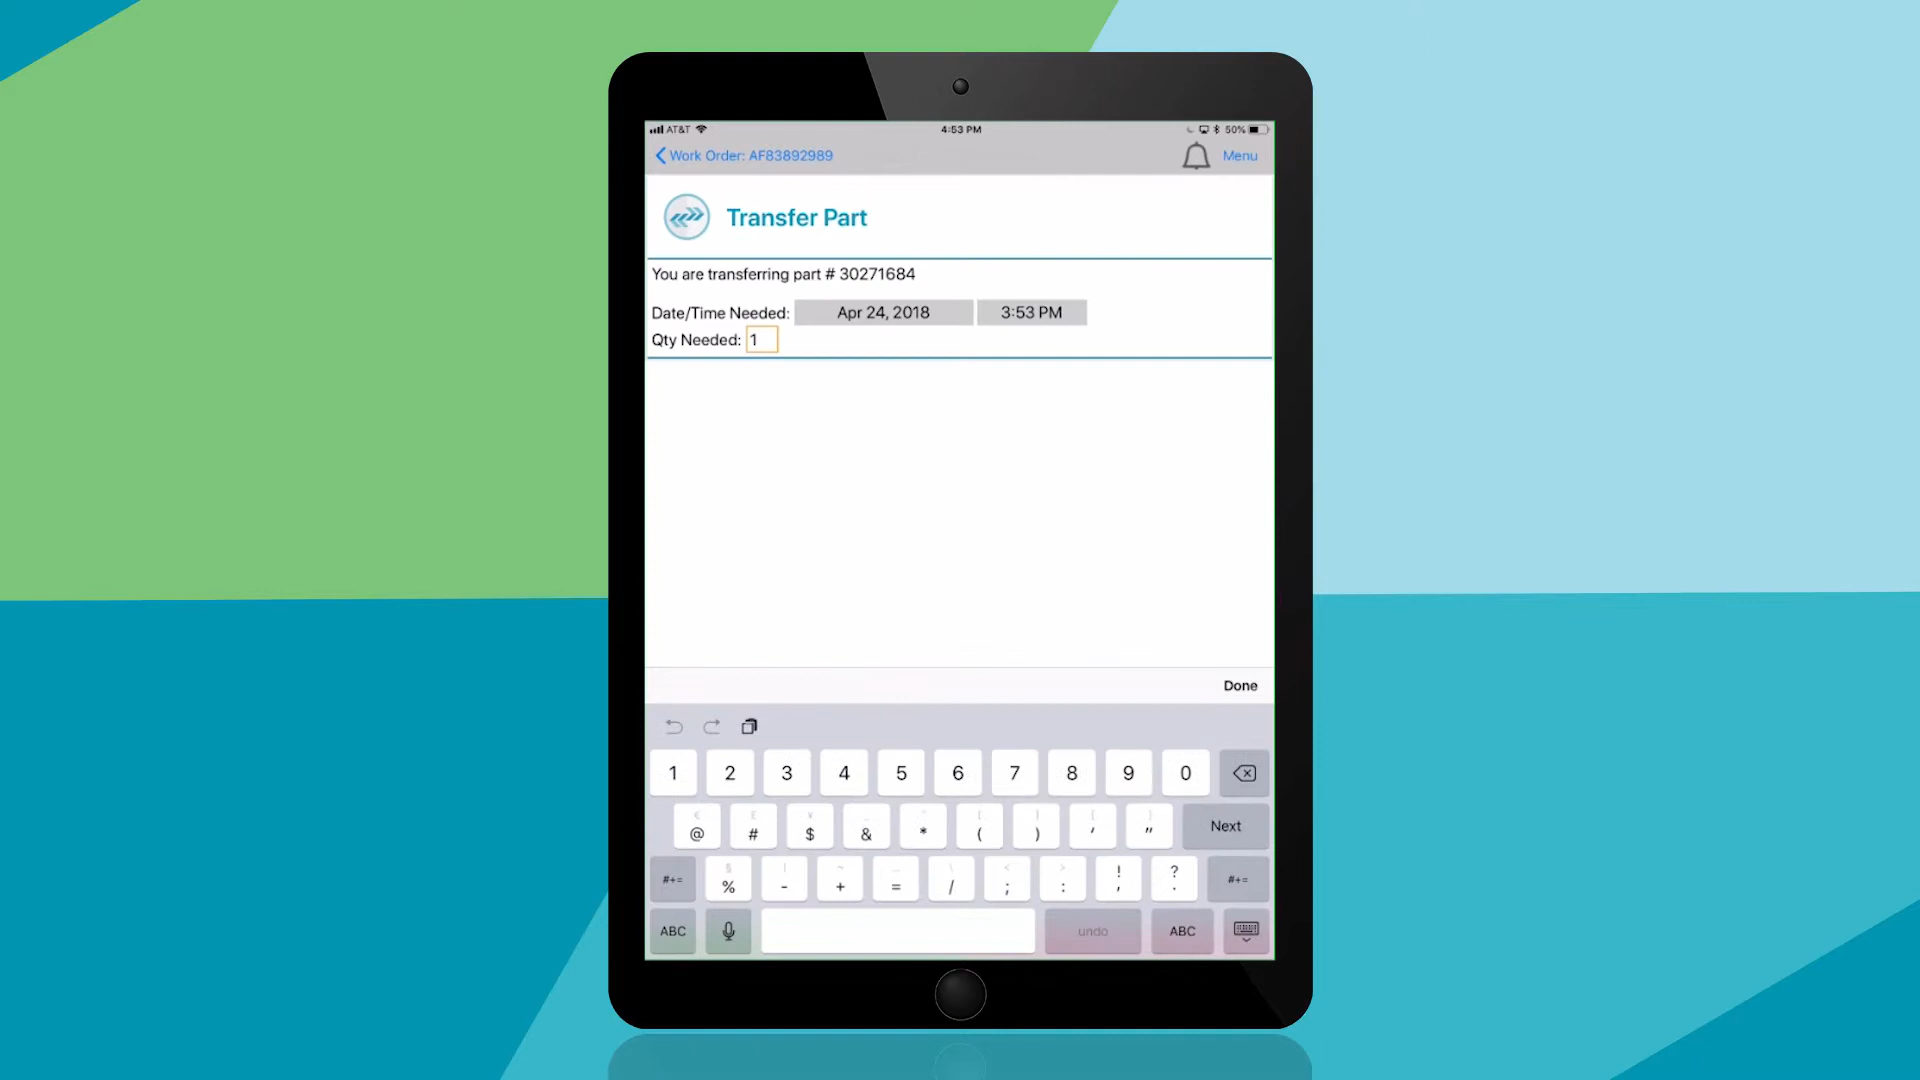 AT&T 4:53 PM 50%
Work Order: AF83892989 Menu
Transfer Part
You are transferring part # 30271684
Date/Time Needed: Apr 24, 2018 3:53 PM
Qty Needed: 1
Done
1 2 3 4 5 6 7 8 9 0
@ # $ & * ( ) ' " Next
#+= % - + = / ; : ! , ? . #+=
ABC undo ABC